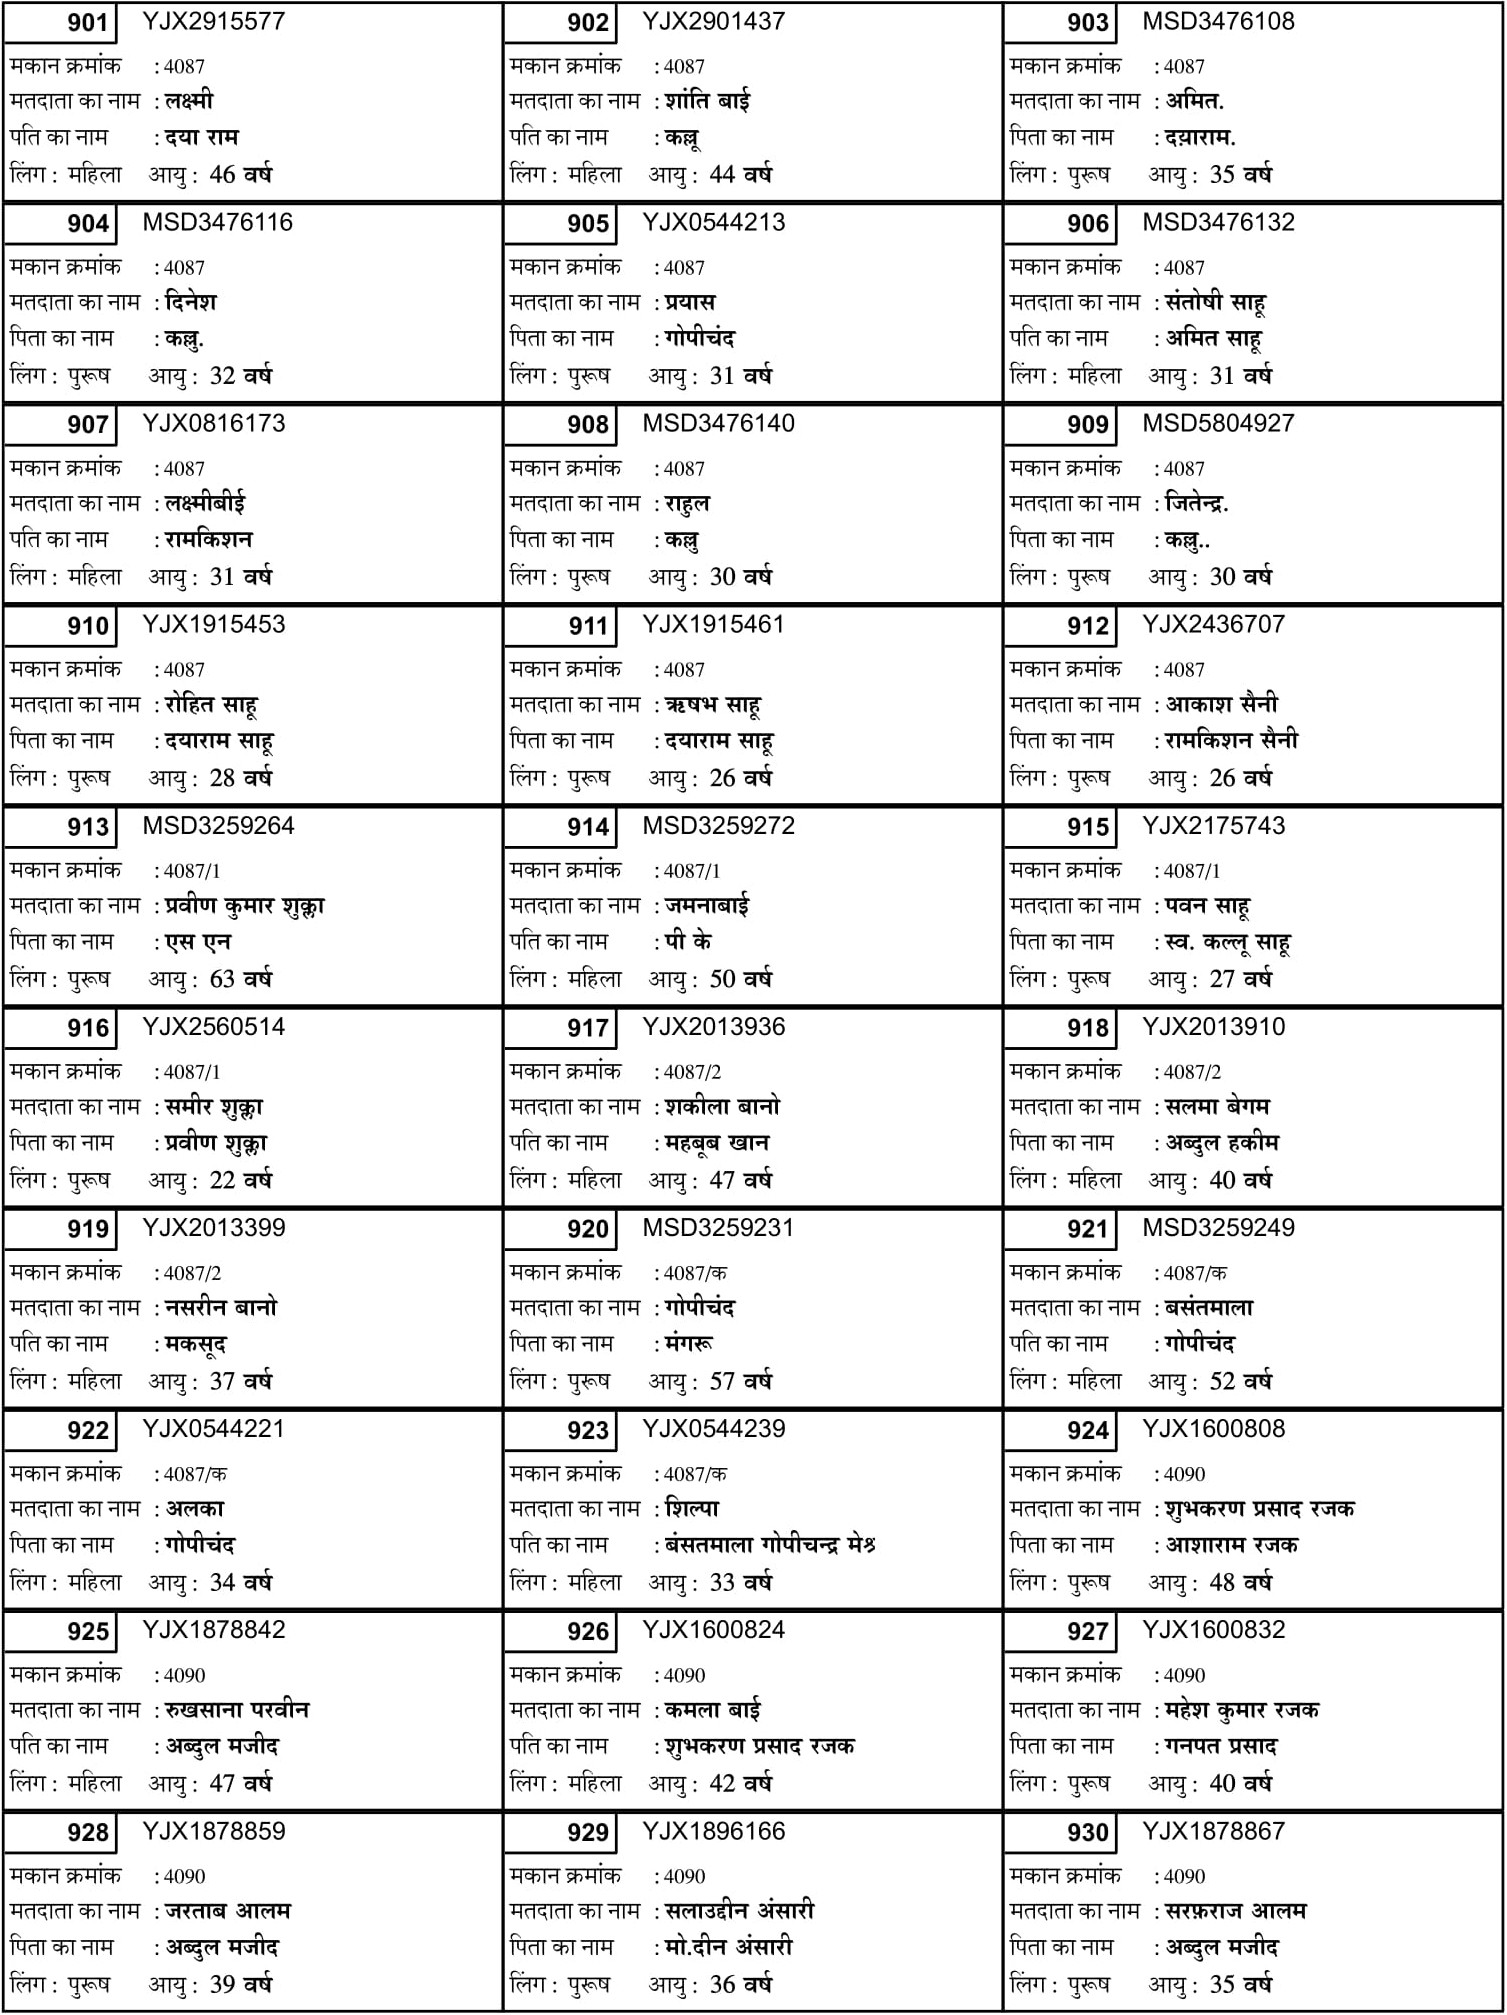 901 YJX2915577
मकान क्रमांक : 4087
मतदाता का नाम : लक्ष्मी
पति का नाम : दया राम
लिंग : महिला आयु : 46 वर्ष
902 YJX2901437
मकान क्रमांक : 4087
मतदाता का नाम : शांति बाई
पति का नाम : कल्लू
लिंग : महिला आयु : 44 वर्ष
903 MSD3476108
मकान क्रमांक : 4087
मतदाता का नाम : अमित.
पिता का नाम : दय़ाराम.
लिंग : पुरूष आयु : 35 वर्ष
904 MSD3476116
मकान क्रमांक : 4087
मतदाता का नाम : दिनेश
पिता का नाम : कल्लु.
लिंग : पुरूष आयु : 32 वर्ष
905 YJX0544213
मकान क्रमांक : 4087
मतदाता का नाम : प्रयास
पिता का नाम : गोपीचंद
लिंग : पुरूष आयु : 31 वर्ष
906 MSD3476132
मकान क्रमांक : 4087
मतदाता का नाम : संतोषी साहू
पति का नाम : अमित साहू
लिंग : महिला आयु : 31 वर्ष
907 YJX0816173
मकान क्रमांक : 4087
मतदाता का नाम : लक्ष्मीबीई
पति का नाम : रामकिशन
लिंग : महिला आयु : 31 वर्ष
908 MSD3476140
मकान क्रमांक : 4087
मतदाता का नाम : राहुल
पिता का नाम : कल्लु
लिंग : पुरूष आयु : 30 वर्ष
909 MSD5804927
मकान क्रमांक : 4087
मतदाता का नाम : जितेन्द्र.
पिता का नाम : कल्लु..
लिंग : पुरूष आयु : 30 वर्ष
910 YJX1915453
मकान क्रमांक : 4087
मतदाता का नाम : रोहित साहू
पिता का नाम : दयाराम साहू
लिंग : पुरूष आयु : 28 वर्ष
911 YJX1915461
मकान क्रमांक : 4087
मतदाता का नाम : ऋषभ साहू
पिता का नाम : दयाराम साहू
लिंग : पुरूष आयु : 26 वर्ष
912 YJX2436707
मकान क्रमांक : 4087
मतदाता का नाम : आकाश सैनी
पिता का नाम : रामकिशन सैनी
लिंग : पुरूष आयु : 26 वर्ष
913 MSD3259264
मकान क्रमांक : 4087/1
मतदाता का नाम : प्रवीण कुमार शुक्ला
पिता का नाम : एस एन
लिंग : पुरूष आयु : 63 वर्ष
914 MSD3259272
मकान क्रमांक : 4087/1
मतदाता का नाम : जमनाबाई
पति का नाम : पी के
लिंग : महिला आयु : 50 वर्ष
915 YJX2175743
मकान क्रमांक : 4087/1
मतदाता का नाम : पवन साहू
पिता का नाम : स्व. कल्लू साहू
लिंग : पुरूष आयु : 27 वर्ष
916 YJX2560514
मकान क्रमांक : 4087/1
मतदाता का नाम : समीर शुक्ला
पिता का नाम : प्रवीण शुक्ला
लिंग : पुरूष आयु : 22 वर्ष
917 YJX2013936
मकान क्रमांक : 4087/2
मतदाता का नाम : शकीला बानो
पति का नाम : महबूब खान
लिंग : महिला आयु : 47 वर्ष
918 YJX2013910
मकान क्रमांक : 4087/2
मतदाता का नाम : सलमा बेगम
पिता का नाम : अब्दुल हकीम
लिंग : महिला आयु : 40 वर्ष
919 YJX2013399
मकान क्रमांक : 4087/2
मतदाता का नाम : नसरीन बानो
पति का नाम : मकसूद
लिंग : महिला आयु : 37 वर्ष
920 MSD3259231
मकान क्रमांक : 4087/क
मतदाता का नाम : गोपीचंद
पिता का नाम : मंगरू
लिंग : पुरूष आयु : 57 वर्ष
921 MSD3259249
मकान क्रमांक : 4087/क
मतदाता का नाम : बसंतमाला
पति का नाम : गोपीचंद
लिंग : महिला आयु : 52 वर्ष
922 YJX0544221
मकान क्रमांक : 4087/क
मतदाता का नाम : अलका
पिता का नाम : गोपीचंद
लिंग : महिला आयु : 34 वर्ष
923 YJX0544239
मकान क्रमांक : 4087/क
मतदाता का नाम : शिल्पा
पति का नाम : बंसतमाला गोपीचन्द्र मेश्र
लिंग : महिला आयु : 33 वर्ष
924 YJX1600808
मकान क्रमांक : 4090
मतदाता का नाम : शुभकरण प्रसाद रजक
पिता का नाम : आशाराम रजक
लिंग : पुरूष आयु : 48 वर्ष
925 YJX1878842
मकान क्रमांक : 4090
मतदाता का नाम : रुखसाना परवीन
पति का नाम : अब्दुल मजीद
लिंग : महिला आयु : 47 वर्ष
926 YJX1600824
मकान क्रमांक : 4090
मतदाता का नाम : कमला बाई
पति का नाम : शुभकरण प्रसाद रजक
लिंग : महिला आयु : 42 वर्ष
927 YJX1600832
मकान क्रमांक : 4090
मतदाता का नाम : महेश कुमार रजक
पिता का नाम : गनपत प्रसाद
लिंग : पुरूष आयु : 40 वर्ष
928 YJX1878859
मकान क्रमांक : 4090
मतदाता का नाम : जरताब आलम
पिता का नाम : अब्दुल मजीद
लिंग : पुरूष आयु : 39 वर्ष
929 YJX1896166
मकान क्रमांक : 4090
मतदाता का नाम : सलाउद्दीन अंसारी
पिता का नाम : मो.दीन अंसारी
लिंग : पुरूष आयु : 36 वर्ष
930 YJX1878867
मकान क्रमांक : 4090
मतदाता का नाम : सरफ़राज आलम
पिता का नाम : अब्दुल मजीद
लिंग : पुरूष आयु : 35 वर्ष